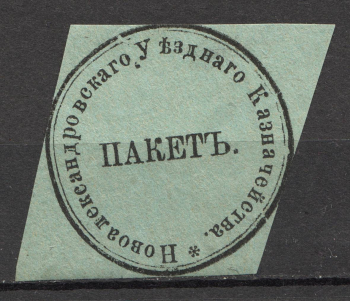 * Новоалександровскаго Уѣзднаго Казначейства.
ПАКЕТЪ.